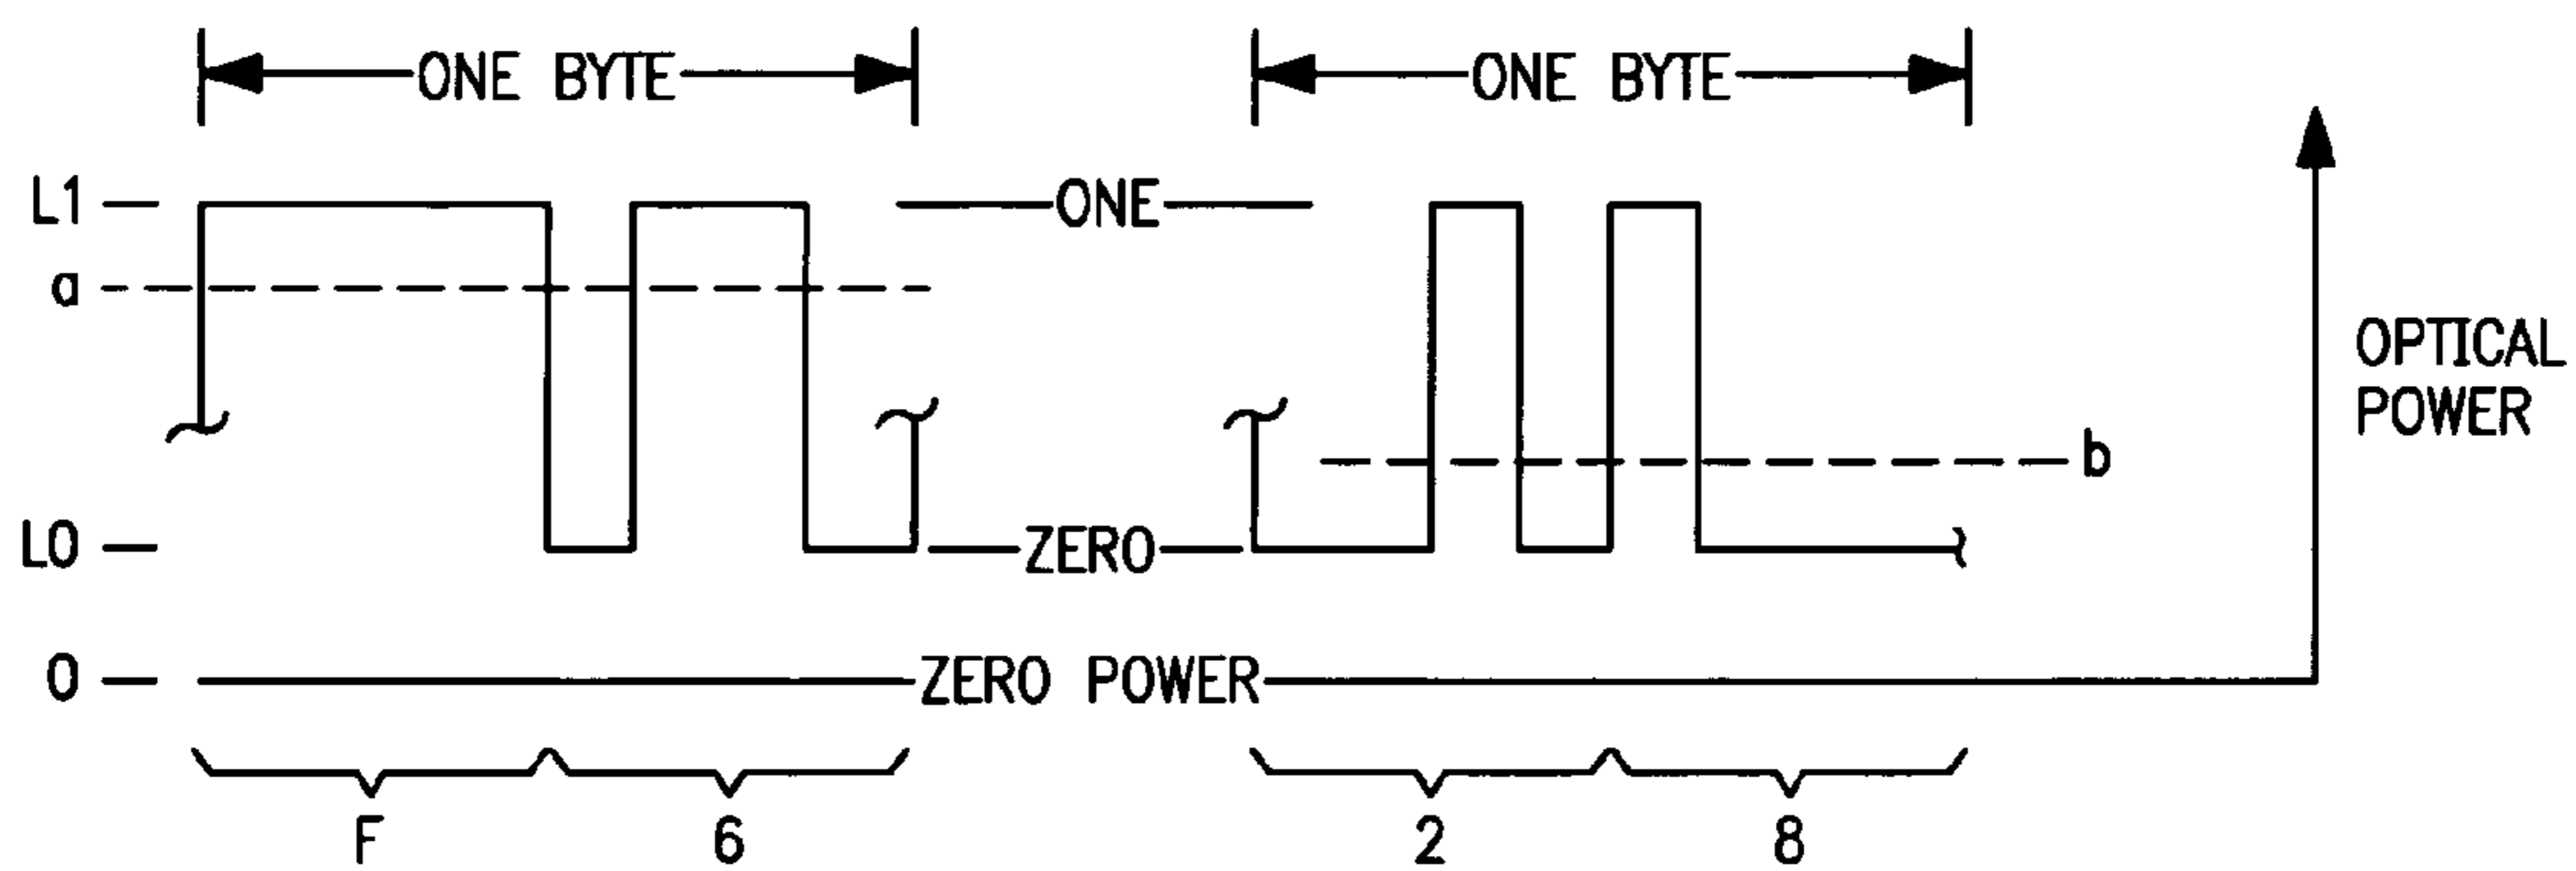 ONE BYTE ONE BYTE
L1 ONE
a
OPTICAL
POWER
b
L0 ZERO
0 ZERO POWER
F 6 2 8